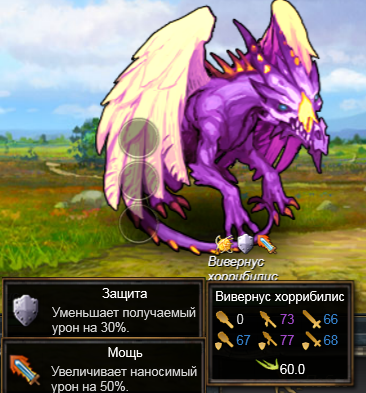 Вивернус
хоррибилис
Защита
Уменьшает получаемый
урон на 30%.
Мощь
Увеличивает наносимый
урон на 50%.
Вивернус хоррибилис
0 73 66
67 77 68
60.0